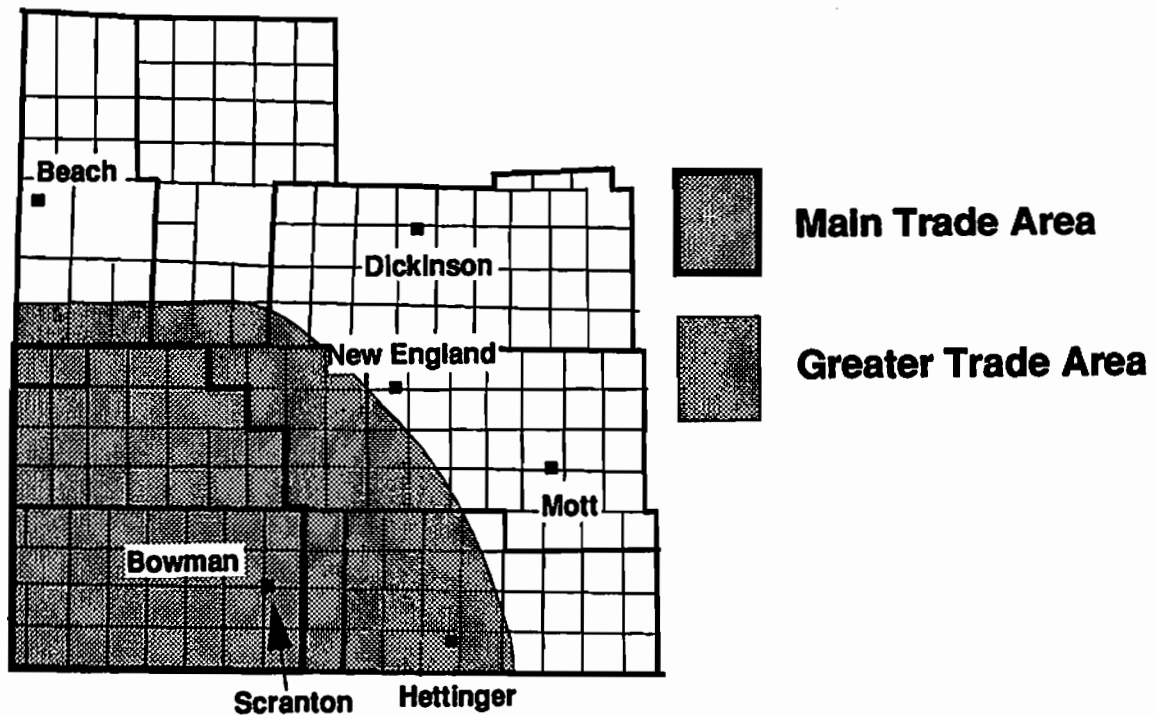 Beach
Dickinson
Main Trade Area
New England
Greater Trade Area
Mott
Bowman
Scranton
Hettinger